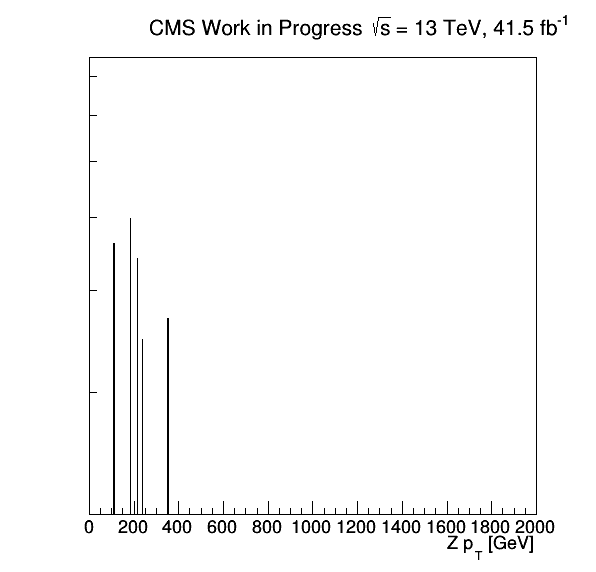 CMS Work in Progress √s = 13 TeV, 41.5 fb⁻¹
0 200 400 600 800 1000 1200 1400 1600 1800 2000
Z p_T [GeV]